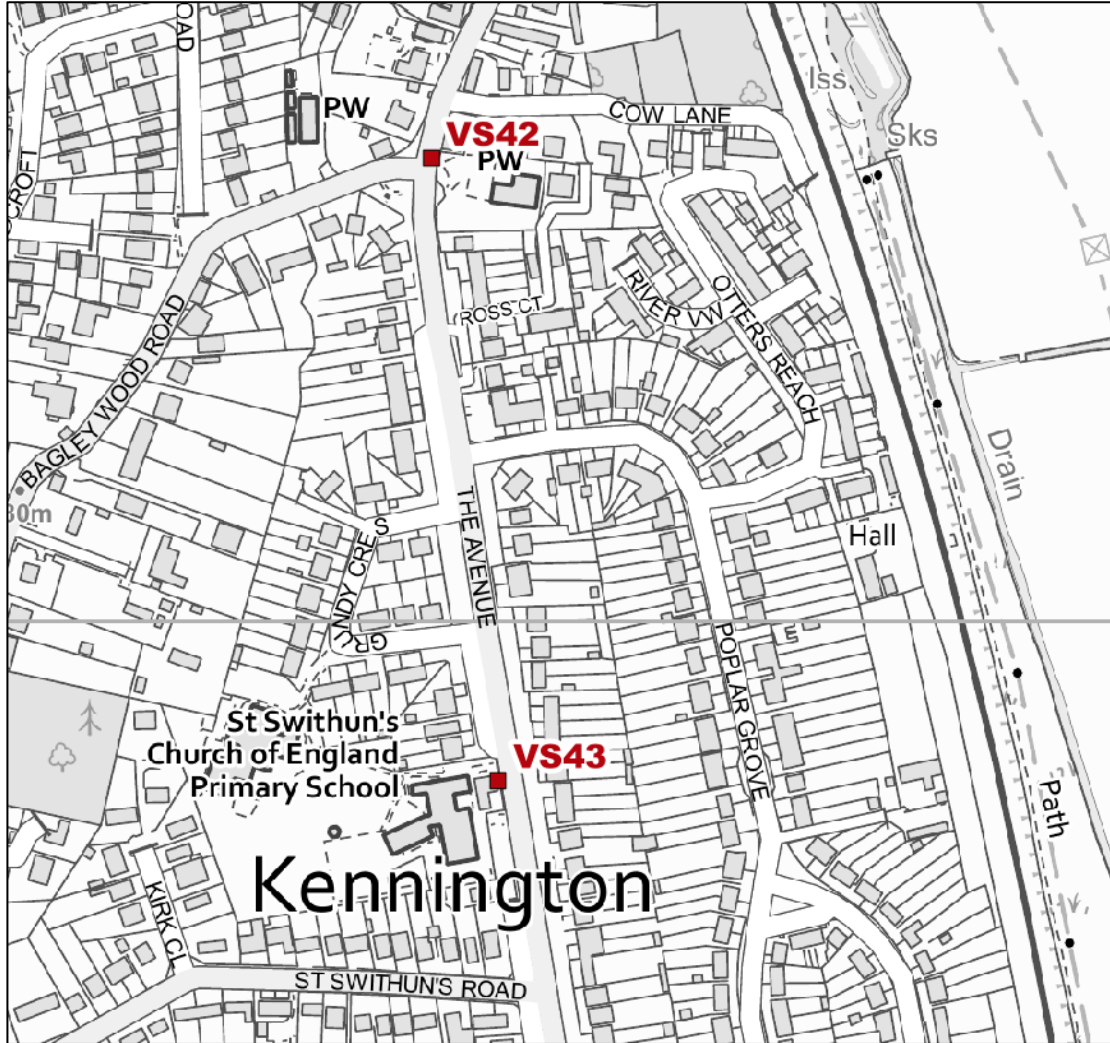 ROAD
PW
VS42
PW
COW LANE
Iss
Sks
OTTERS REACH
RIVER VW
ROSS CT
BAGLEY WOOD ROAD
30m
THE AVENUE
GRUNDY CRES
Drain
Hall
POPLAR GROVE
St Swithun's
Church of England
Primary School
VS43
Path
Kennington
KIRK CL
ST SWITHUN'S ROAD